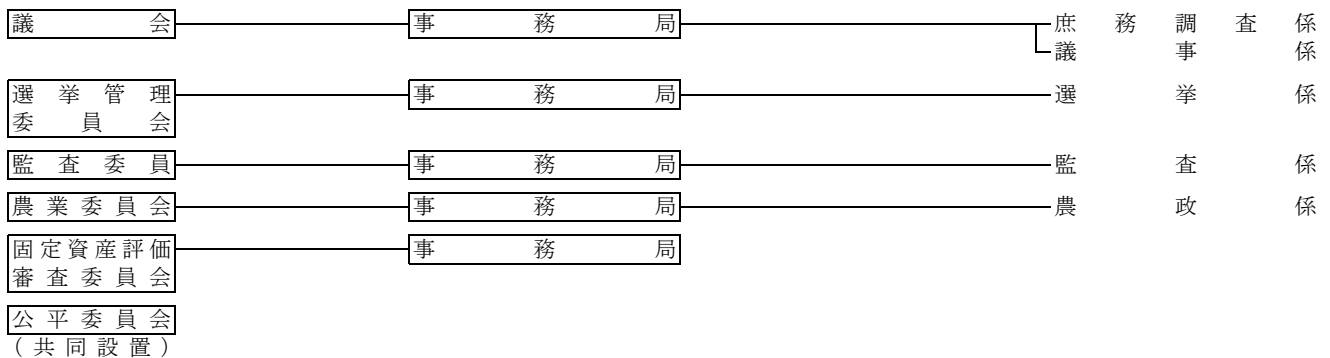 議会 事務局 庶務調査係
議事係
選挙管理 事務局 選挙係
委員会
監査委員 事務局 監査係
農業委員会 事務局 農政係
固定資産評価 事務局
審査委員会
公平委員会
(共同設置)